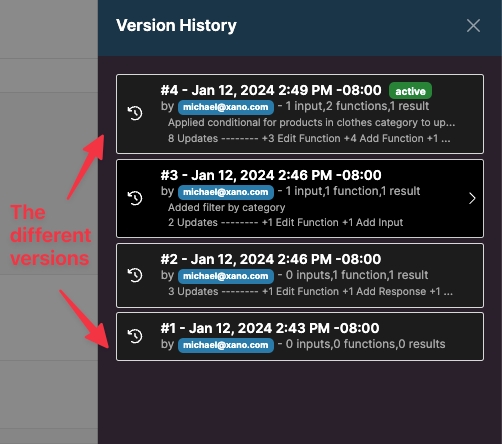 Version History
#4 - Jan 12, 2024 2:49 PM -08:00 active
by michael@xano.com - 1 input,2 functions,1 result
Applied conditional for products in clothes category to up...
8 Updates -------- +3 Edit Function +4 Add Function +1 ...
#3 - Jan 12, 2024 2:46 PM -08:00
by michael@xano.com - 1 input,1 function,1 result
Added filter by category
2 Updates -------- +1 Edit Function +1 Add Input
The
different
versions
#2 - Jan 12, 2024 2:46 PM -08:00
by michael@xano.com - 0 inputs,1 function,1 result
3 Updates -------- +1 Edit Function +1 Add Response +1 ...
#1 - Jan 12, 2024 2:43 PM -08:00
by michael@xano.com - 0 inputs,0 functions,0 results